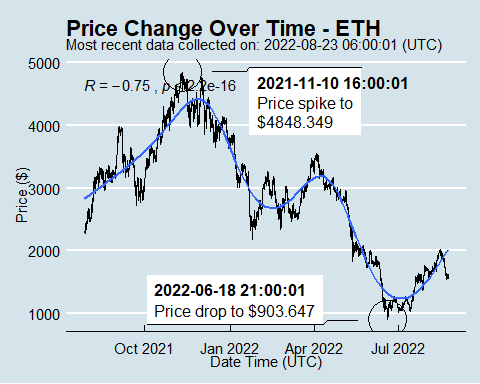 Price Change Over Time - ETH
Most recent data collected on: 2022-08-23 06:00:01 (UTC)
5000
4000
3000
2000
1000
Price ($)
R = −0.75 , p < 2.2e-16
2021-11-10 16:00:01
Price spike to
$4848.349
2022-06-18 21:00:01
Price drop to $903.647
Oct 2021
Jan 2022
Apr 2022
Jul 2022
Date Time (UTC)